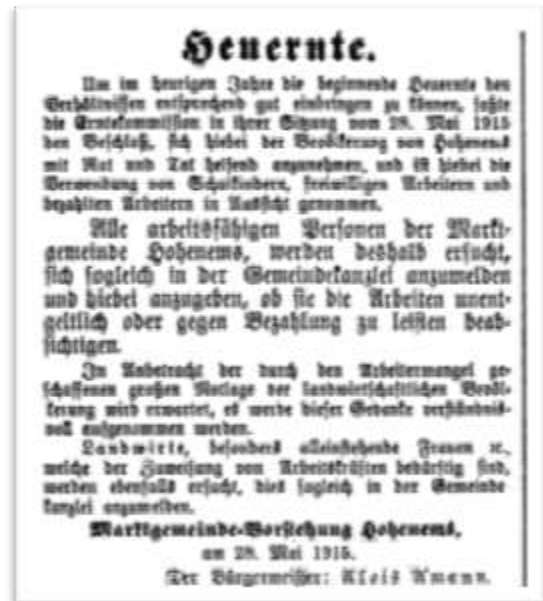 Heuernte.
Um im heurigen Jahre die beginnende Heuernte den
Verhältnissen entsprechend gut einbringen zu können, faßte
die Erntekommission in ihrer Sitzung vom 28. Mai 1915
den Beschluß, sich hiebei der Bevölkerung von Hohenems
mit Rat und Tat helfend anzunehmen, und ist hiebei die
Verwendung von Schulkindern, freiwilligen Arbeitern und
bezahlten Arbeitern in Aussicht genommen.
Alle arbeitsfähigen Personen der Markt-
gemeinde Hohenems, werden deshalb ersucht,
sich sogleich in der Gemeindekanzlei anzumelden
und hiebei anzugeben, ob sie die Arbeiten unent-
geltlich oder gegen Bezahlung zu leisten beab-
sichtigen.
In Anbetracht der durch den Arbeitermangel ge-
schaffenen großen Notlage der landwirtschaftlichen Bevöl-
kerung wird erwartet, es werde dieser Gedanke verständnis-
voll aufgenommen werden.
Landwirte, besonders alleinstehende Frauen ꝛc.,
welche der Zuweisung von Arbeitskräften bedürftig sind,
werden ebenfalls ersucht, dies sogleich in der Gemeinde
kanzlei anzumelden.
Marktgemeinde-Vorstehung Hohenems,
am 28. Mai 1915.
Der Bürgermeister: Alois Amann.